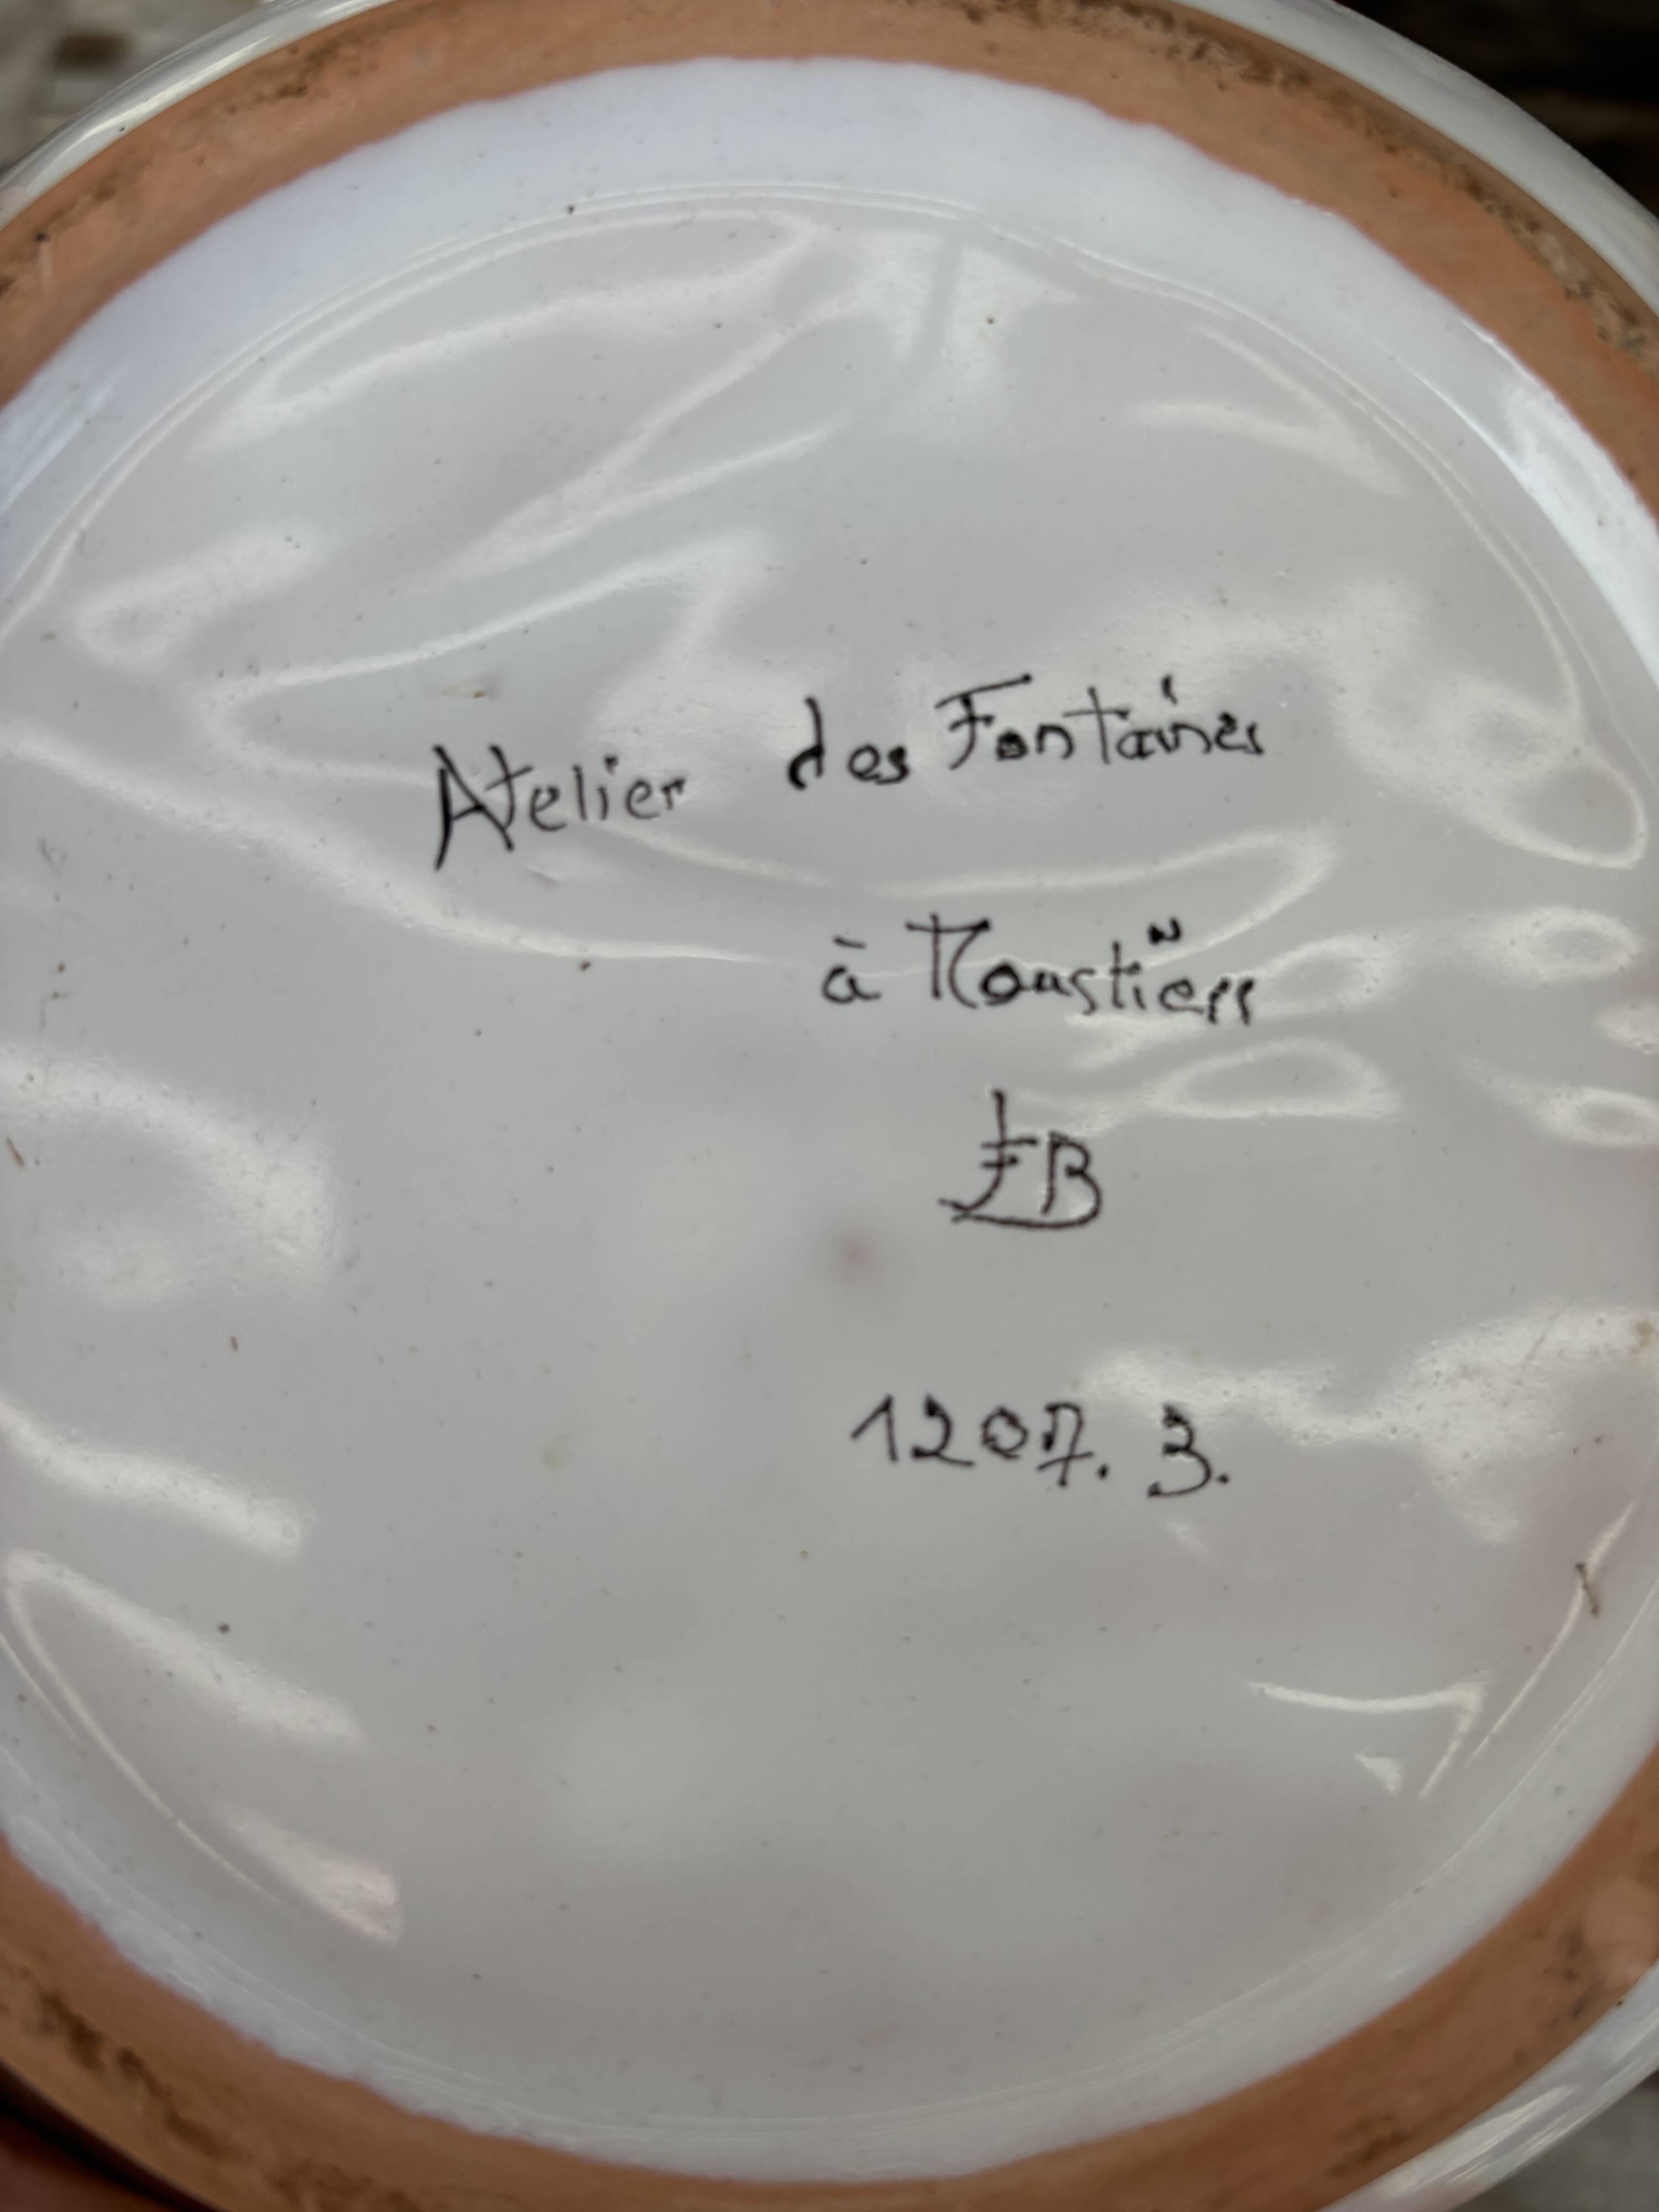 Atelier des Fontaines
à Moustiers
FB
1207. 3.